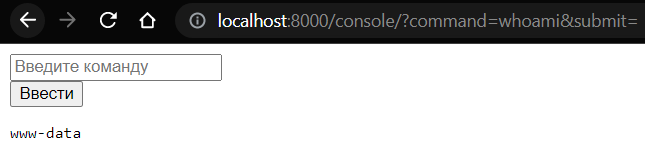 localhost:8000/console/?command=whoami&submit=
Введите команду
Ввести
www-data